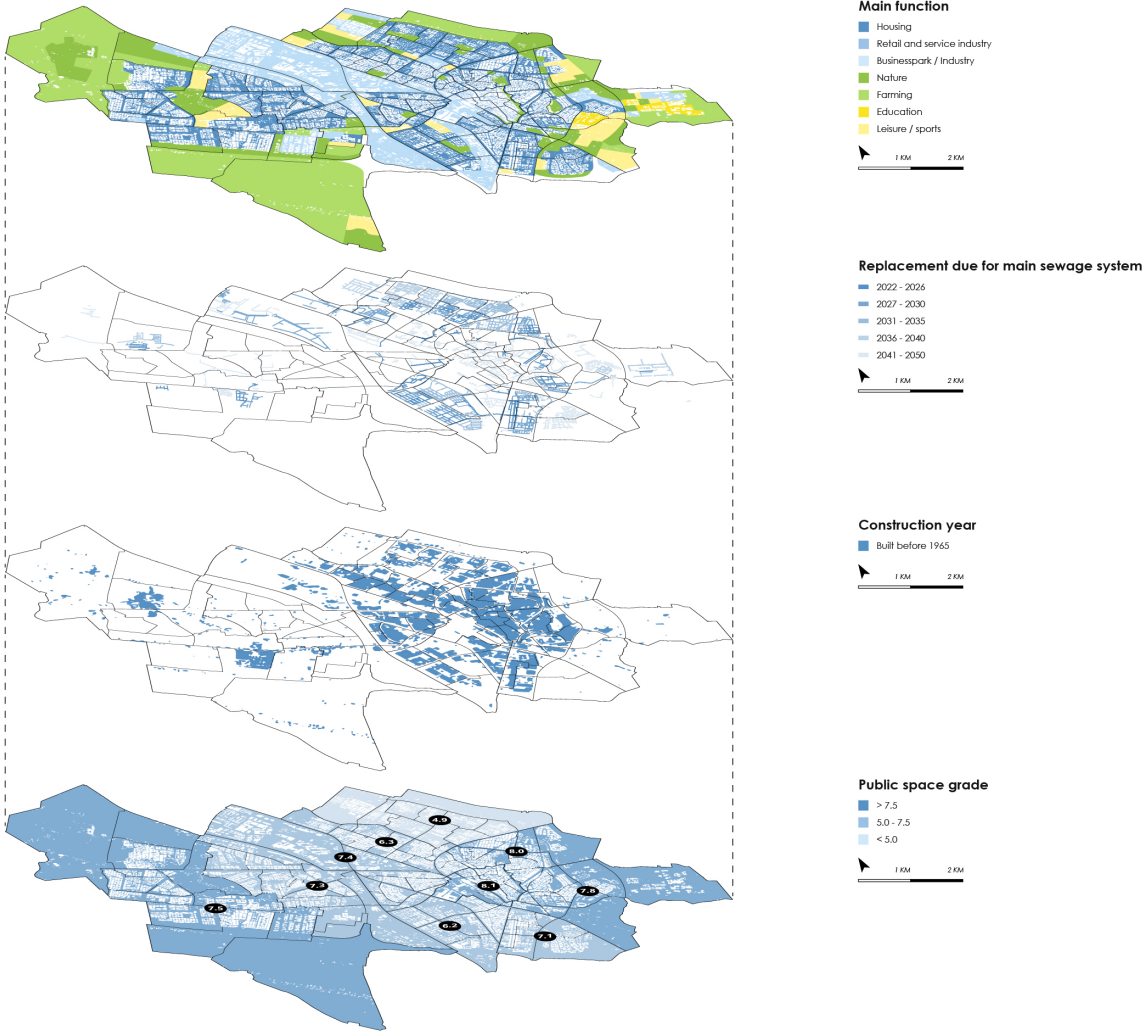 Main function
Housing
Retail and service industry
Businesspark / Industry
Nature
Farming
Education
Leisure / sports
1 KM 2 KM
Replacement due for main sewage system
2022 - 2026
2027 - 2030
2031 - 2035
2036 - 2040
2041 - 2050
1 KM 2 KM
Construction year
Built before 1965
1 KM 2 KM
Public space grade
> 7.5
5.0 - 7.5
< 5.0
1 KM 2 KM
4.9
6.3
8.0
7.4
7.3
8.1
7.8
7.5
6.2
7.1